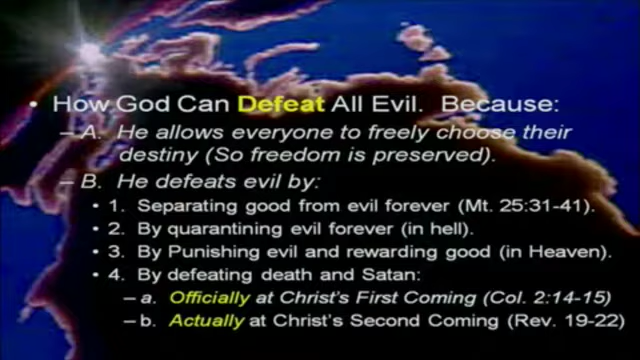 • How God Can Defeat All Evil. Because:
– A. He allows everyone to freely choose their
destiny (So freedom is preserved).
– B. He defeats evil by:
• 1. Separating good from evil forever (Mt. 25:31-41).
• 2. By quarantining evil forever (in hell).
• 3. By Punishing evil and rewarding good (in Heaven).
• 4. By defeating death and Satan:
– a. Officially at Christ's First Coming (Col. 2:14-15)
– b. Actually at Christ's Second Coming (Rev. 19-22)